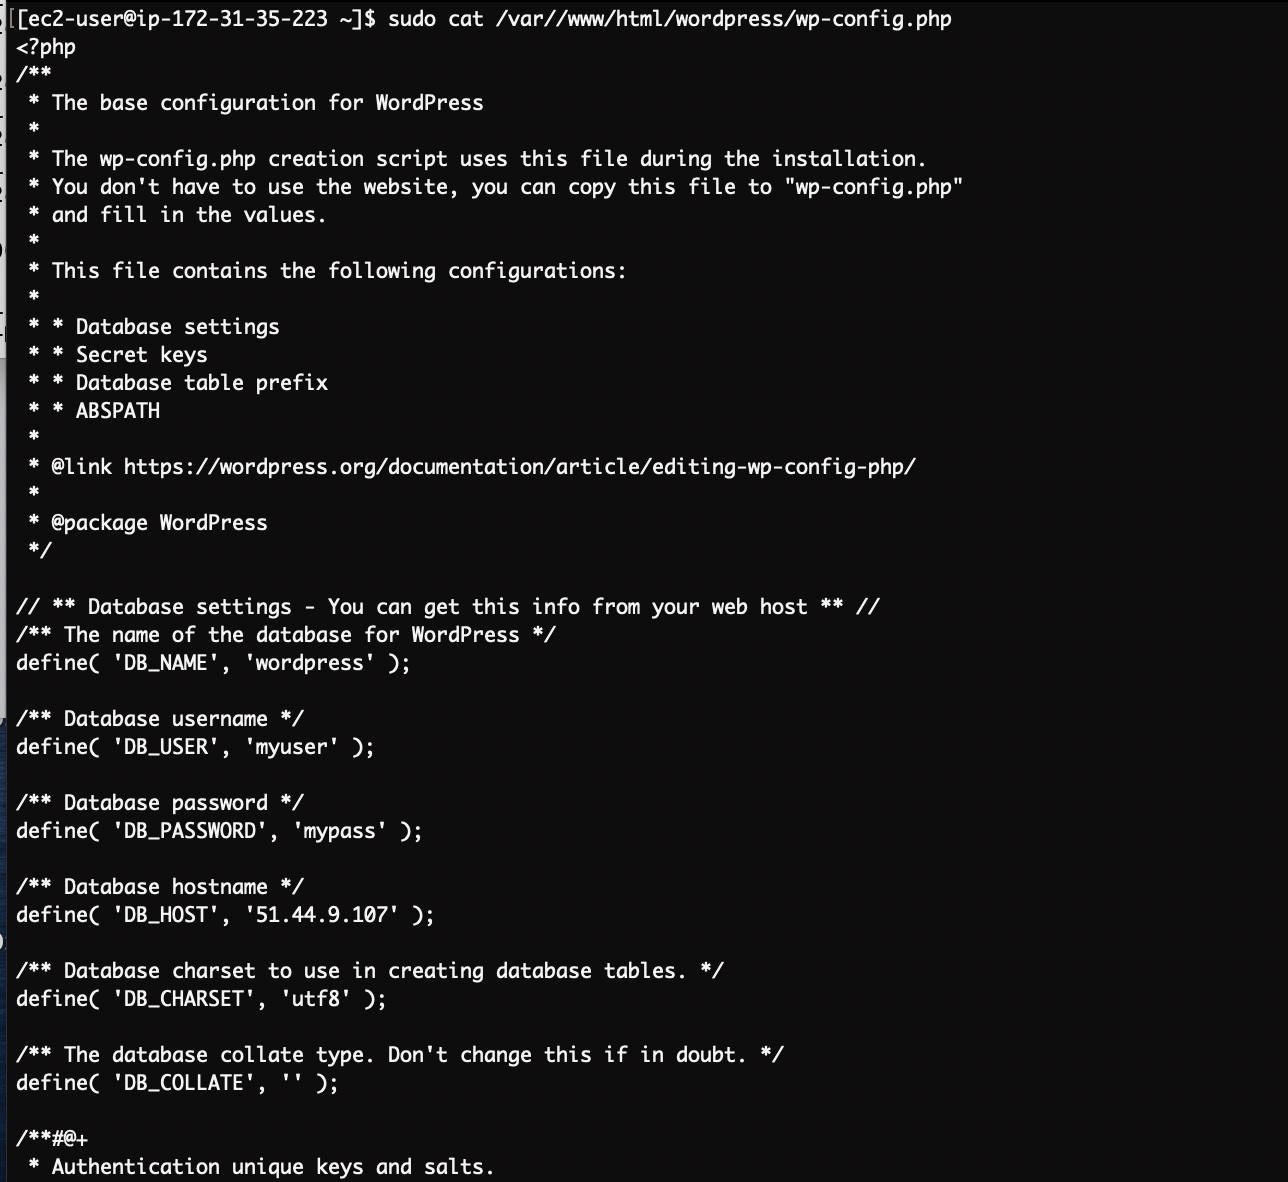 [[ec2-user@ip-172-31-35-223 ~]$ sudo cat /var//www/html/wordpress/wp-config.php
<?php
/**
 * The base configuration for WordPress
 *
 * The wp-config.php creation script uses this file during the installation.
 * You don't have to use the website, you can copy this file to "wp-config.php"
 * and fill in the values.
 *
 * This file contains the following configurations:
 *
 * * Database settings
 * * Secret keys
 * * Database table prefix
 * * ABSPATH
 *
 * @link https://wordpress.org/documentation/article/editing-wp-config-php/
 *
 * @package WordPress
 */

// ** Database settings - You can get this info from your web host ** //
/** The name of the database for WordPress */
define( 'DB_NAME', 'wordpress' );

/** Database username */
define( 'DB_USER', 'myuser' );

/** Database password */
define( 'DB_PASSWORD', 'mypass' );

/** Database hostname */
define( 'DB_HOST', '51.44.9.107' );

/** Database charset to use in creating database tables. */
define( 'DB_CHARSET', 'utf8' );

/** The database collate type. Don't change this if in doubt. */
define( 'DB_COLLATE', '' );

/**#@+
 * Authentication unique keys and salts.